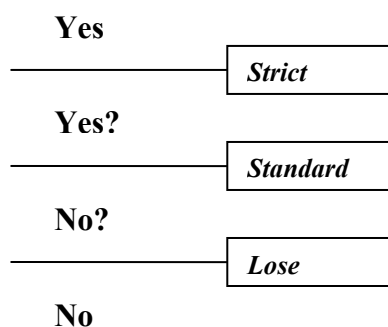 Yes
Strict
Yes?
Standard
No?
Lose
No